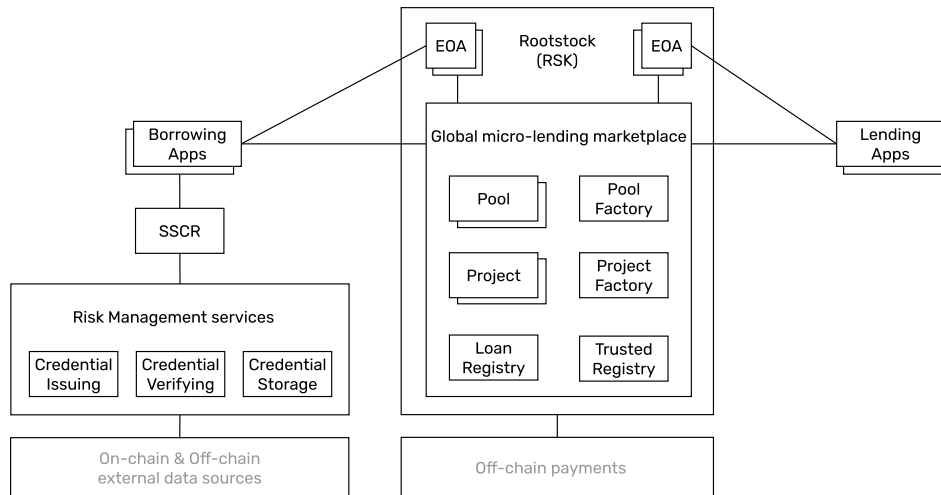 EOA
Rootstock
(RSK)
EOA
Borrowing
Apps
Global micro-lending marketplace
Lending
Apps
Pool
Pool
Factory
SSCR
Project
Project
Factory
Risk Management services
Credential
Issuing
Credential
Verifying
Credential
Storage
Loan
Registry
Trusted
Registry
On-chain & Off-chain
external data sources
Off-chain payments